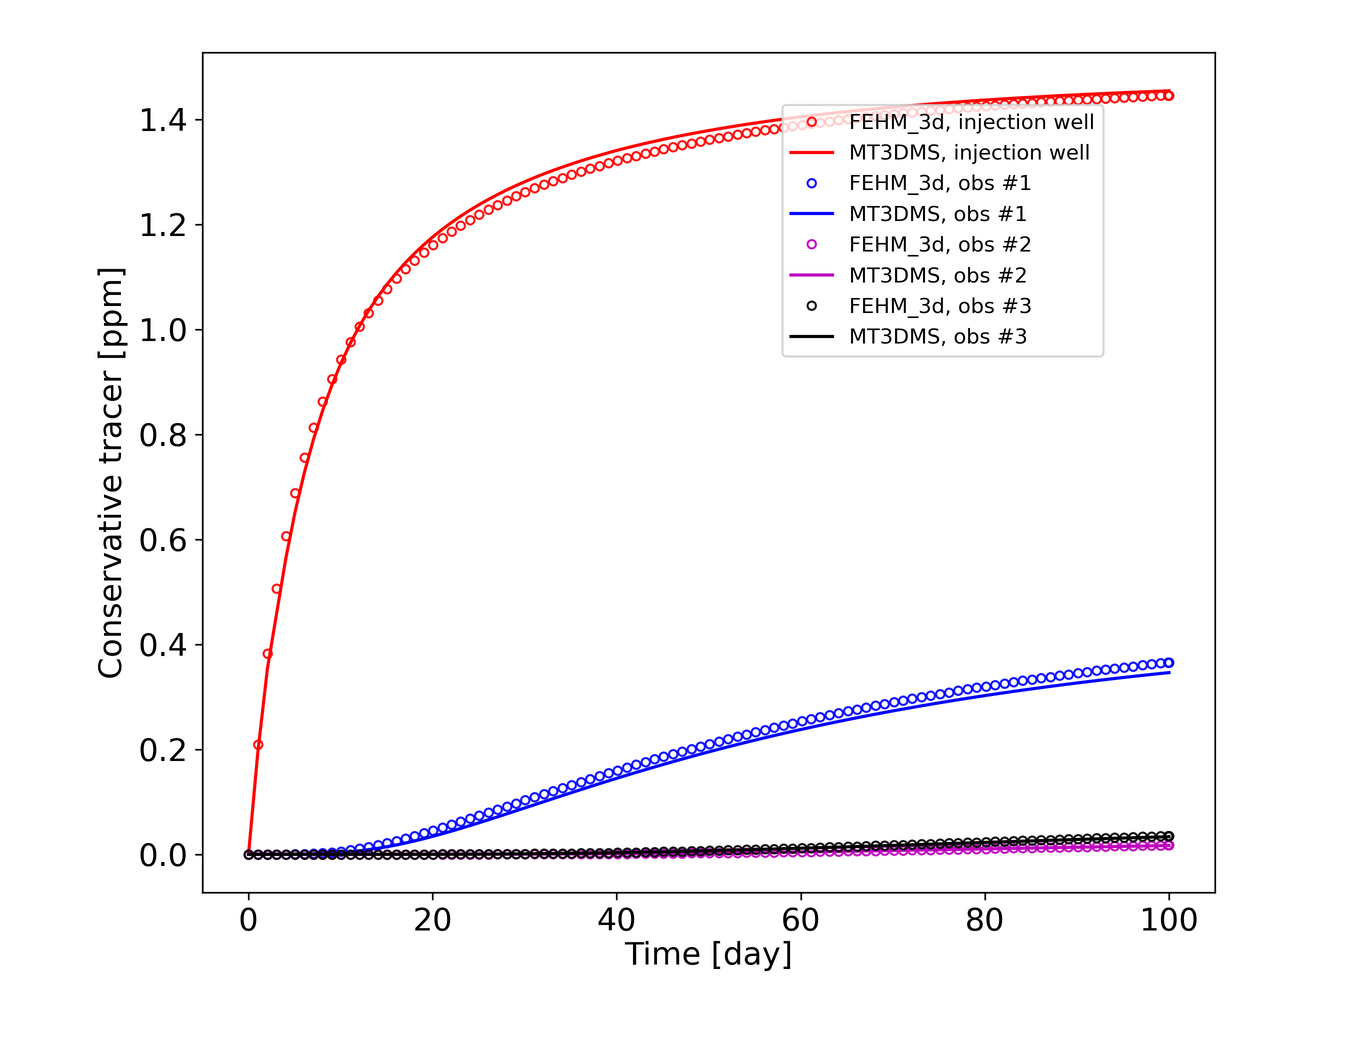 Conservative tracer [ppm]
1.4
1.2
1.0
0.8
0.6
0.4
0.2
0.0
FEHM_3d, injection well
MT3DMS, injection well
FEHM_3d, obs #1
MT3DMS, obs #1
FEHM_3d, obs #2
MT3DMS, obs #2
FEHM_3d, obs #3
MT3DMS, obs #3
0 20 40 60 80 100
Time [day]